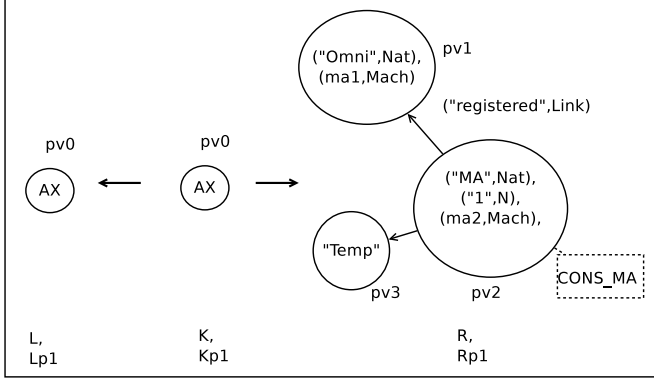 pv0
AX
pv0
AX
("Omni",Nat),
(ma1,Mach)
pv1
("registered",Link)
("MA",Nat),
("1",N),
(ma2,Mach),
"Temp"
pv3
pv2
CONS_MA
L,
Lp1
K,
Kp1
R,
Rp1